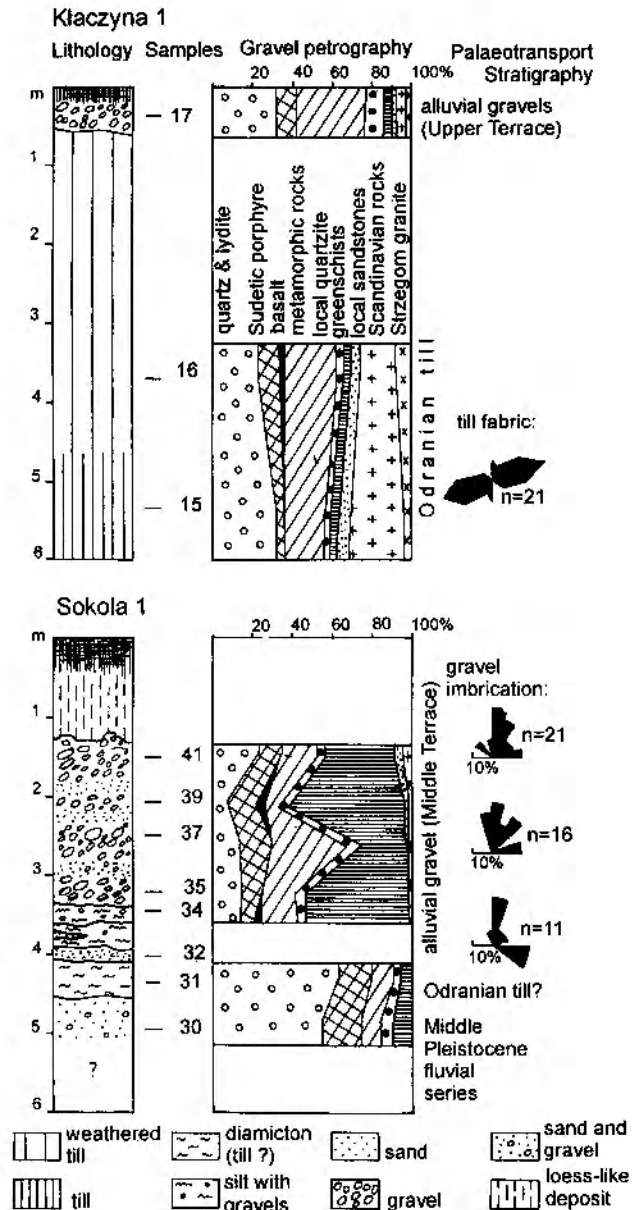 Kłaczyna 1
Lithology Samples Gravel petrography Palaeotransport
Stratigraphy
20 40 60 80 100%
m
17
alluvial gravels
(Upper Terrace)
1
2
3
4
5
6
quartz & lydite
Sudetic porphyre
basalt
metamorphic rocks
local quartzite
greenschists
local sandstones
Scandinavian rocks
Strzegom granite
16
15
Odranian till
till fabric:
n=21
Sokola 1
m
20 40 60 80 100%
1
2
3
4
5
6
?
41
39
37
35
34
32
31
30
alluvial gravel (Middle Terrace)
gravel
imbrication:
n=21
10%
n=16
10%
n=11
10%
Odranian till?
Middle
Pleistocene
fluvial
series
weathered
till
diamicton
(till ?)
sand
sand and
gravel
till
silt with
gravels
gravel
loess-like
deposit